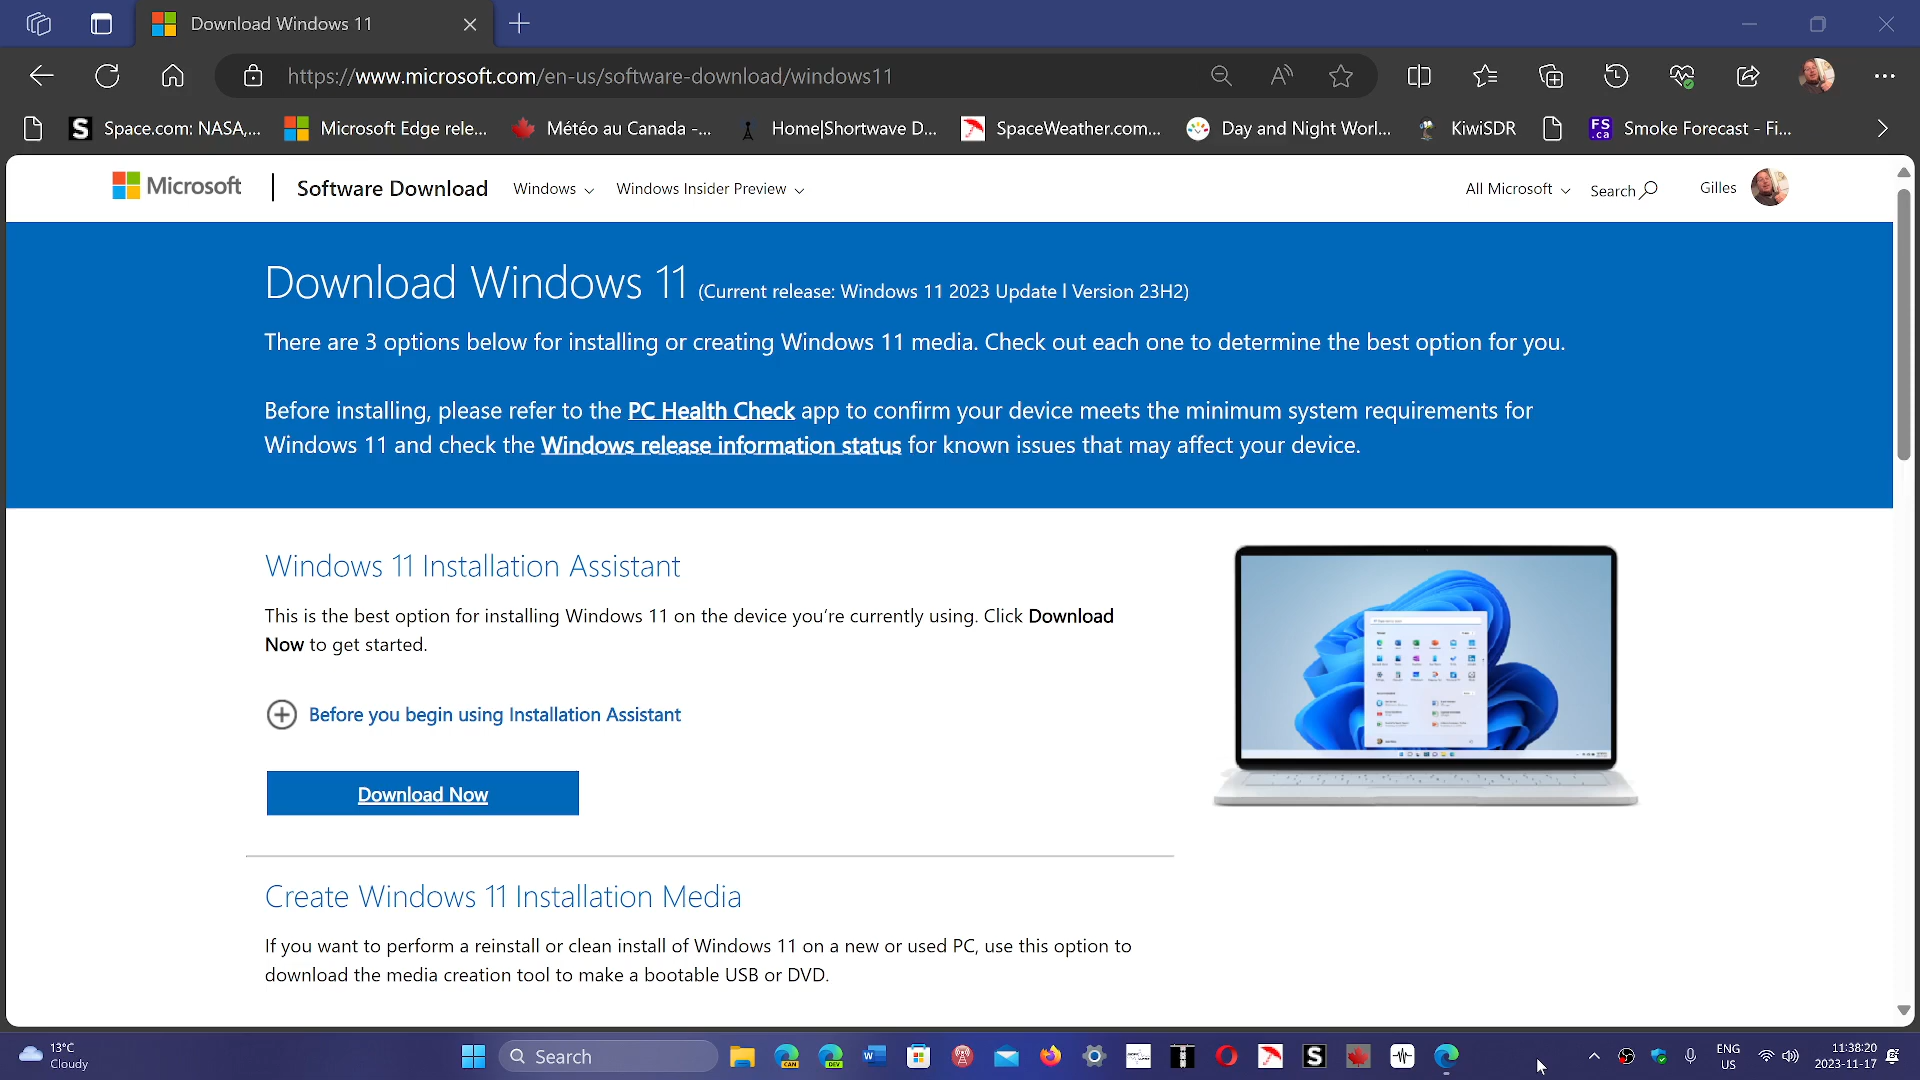 Download Windows 11
https://www.microsoft.com/en-us/software-download/windows11
Space.com: NASA,...
Microsoft Edge rele...
Météo au Canada -...
Home|Shortwave D...
SpaceWeather.com...
Day and Night Worl...
KiwiSDR
FS
.ca
Smoke Forecast - Fi...
Microsoft
Software Download
Windows
Windows Insider Preview
All Microsoft
Search
Gilles
Download Windows 11 (Current release: Windows 11 2023 Update l Version 23H2)
There are 3 options below for installing or creating Windows 11 media. Check out each one to determine the best option for you.
Before installing, please refer to the PC Health Check app to confirm your device meets the minimum system requirements for
Windows 11 and check the Windows release information status for known issues that may affect your device.
Windows 11 Installation Assistant
This is the best option for installing Windows 11 on the device you're currently using. Click Download
Now to get started.
Before you begin using Installation Assistant
Download Now
Create Windows 11 Installation Media
If you want to perform a reinstall or clean install of Windows 11 on a new or used PC, use this option to
download the media creation tool to make a bootable USB or DVD.
13°C
Cloudy
Search
CAN
DEV
ENG
US
11:38:20
2023-11-17